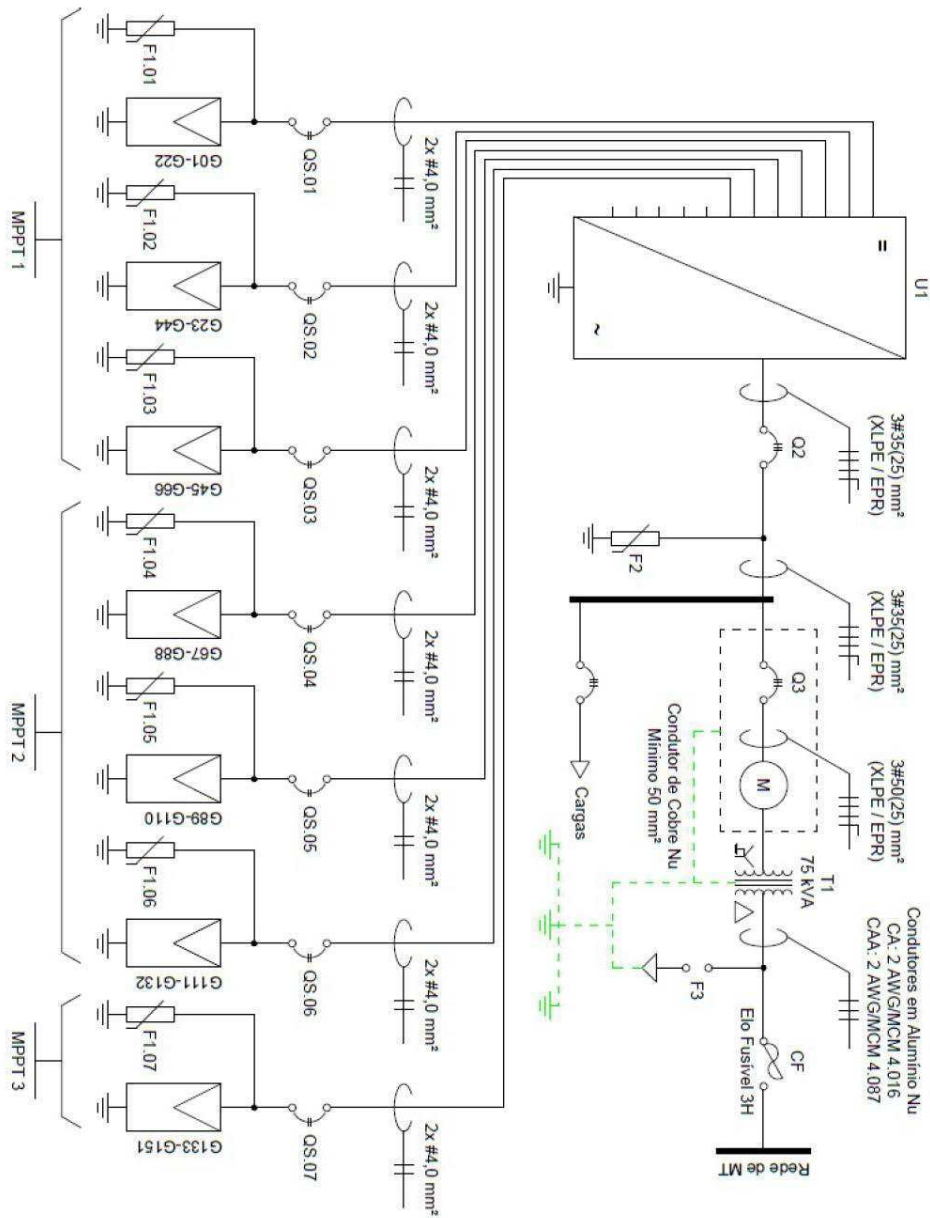 U1
=
~
3#35(25) mm²
(XLPE / EPR)
Q2
F2
3#35(25) mm²
(XLPE / EPR)
Q3
Cargas
Condutor de Cobre Nu
Mínimo 50 mm²
3#50(25) mm²
(XLPE / EPR)
M
T1
75 kVA
Condutores em Alumínio Nu
CA: 2 AWG/MCM 4.016
CAA: 2 AWG/MCM 4.087
F3
CF
Elo Fusível 3H
Rede de MT
2x #4,0 mm²
2x #4,0 mm²
2x #4,0 mm²
2x #4,0 mm²
2x #4,0 mm²
2x #4,0 mm²
2x #4,0 mm²
QS.01
QS.02
QS.03
QS.04
QS.05
QS.06
QS.07
F1.01
G01-G22
F1.02
G23-G44
F1.03
G45-G66
F1.04
G67-G88
F1.05
G89-G110
F1.06
G111-G132
F1.07
G133-G151
MPPT 1
MPPT 2
MPPT 3